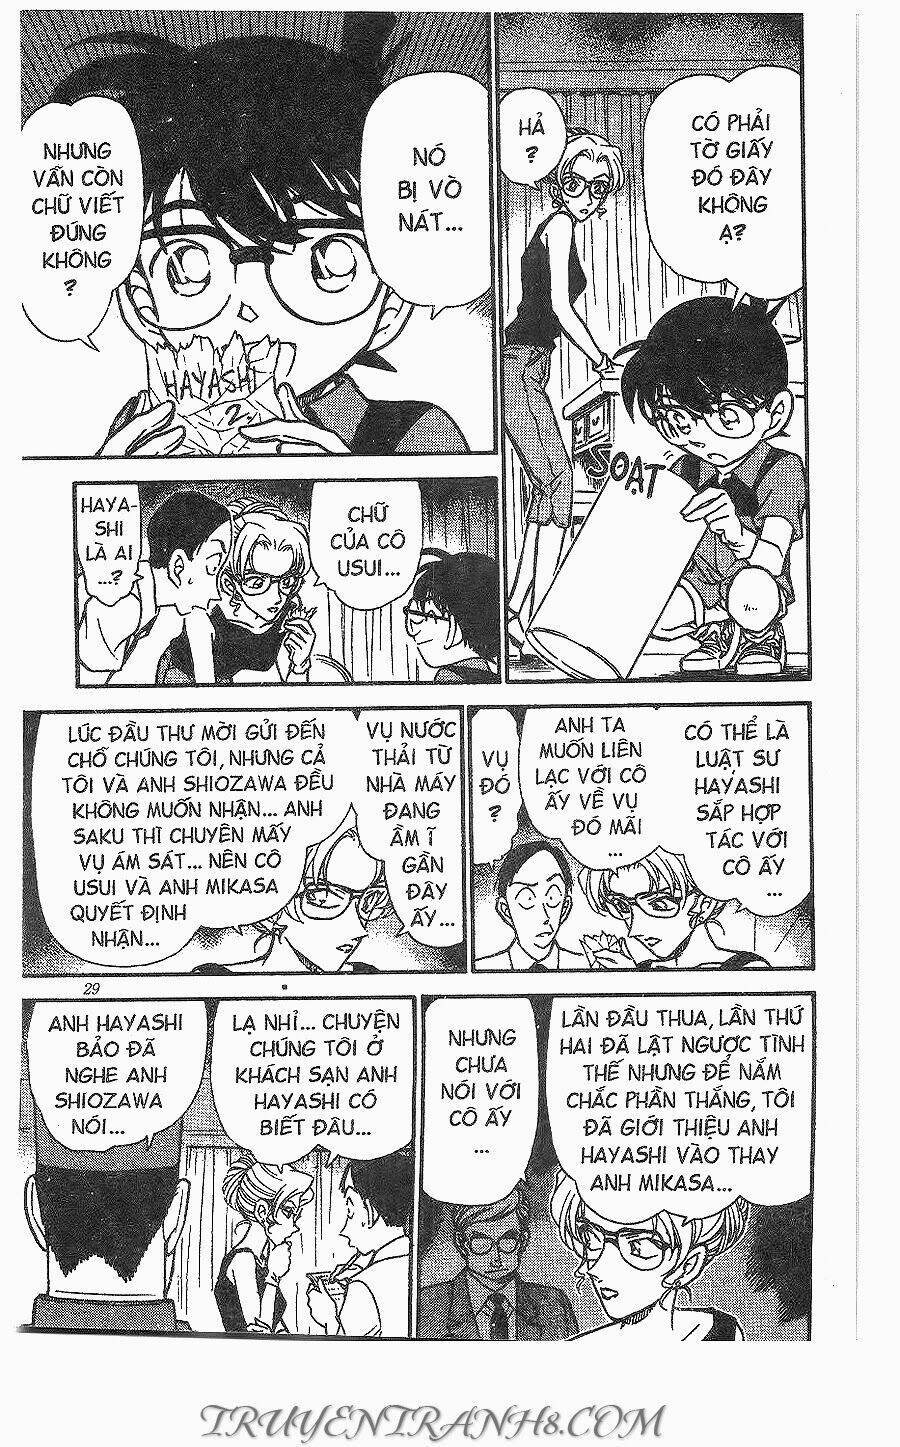 CÓ PHẢI
TỜ GIẤY
ĐÓ ĐÂY
KHÔNG
Ạ?
HẢ
?
SOẠT
NÓ
BỊ VÒ
NÁT...
NHƯNG
VẪN CÒN
CHỮ VIẾT
ĐÚNG
KHÔNG
?
HAYASHI
2
CHỮ
CỦA CÔ
USUI...
HAYA-
SHI
LÀ AI
...?
CÓ THỂ LÀ
LUẬT SƯ
HAYASHI
SẮP HỢP
TÁC VỚI
CÔ ẤY
...
ANH TA
MUỐN LIÊN
LẠC VỚI CÔ
ẤY VỀ VỤ
ĐÓ MÃI
...
VỤ
ĐÓ
?
VỤ NƯỚC
THẢI TỪ
NHÀ MÁY
ĐANG
ẦM Ĩ
GẦN
ĐÂY
ẤY...
LÚC ĐẦU THƯ MỜI GỬI ĐẾN
CHỖ CHÚNG TÔI, NHƯNG CẢ
TÔI VÀ ANH SHIOZAWA ĐỀU
KHÔNG MUỐN NHẬN... ANH
SAKU THÌ CHUYÊN MẤY
VỤ ÁM SÁT... NÊN CÔ
USUI VÀ ANH MIKASA
QUYẾT ĐỊNH
NHẬN...
29
LẦN ĐẦU THUA, LẦN THỨ
HAI ĐÃ LẬT NGƯỢC TÌNH
THẾ NHƯNG ĐỂ NẮM
CHẮC PHẦN THẮNG, TÔI
ĐÃ GIỚI THIỆU ANH
HAYASHI VÀO THAY
ANH MIKASA...
NHƯNG
CHƯA
NÓI VỚI
CÔ ẤY
...
LẠ NHỈ... CHUYỆN
CHÚNG TÔI Ở
KHÁCH SẠN ANH
HAYASHI CÓ
BIẾT ĐÂU...
ANH HAYASHI
BẢO ĐÃ
NGHE ANH
SHIOZAWA
NÓI...
TRUYENTRANH8.COM